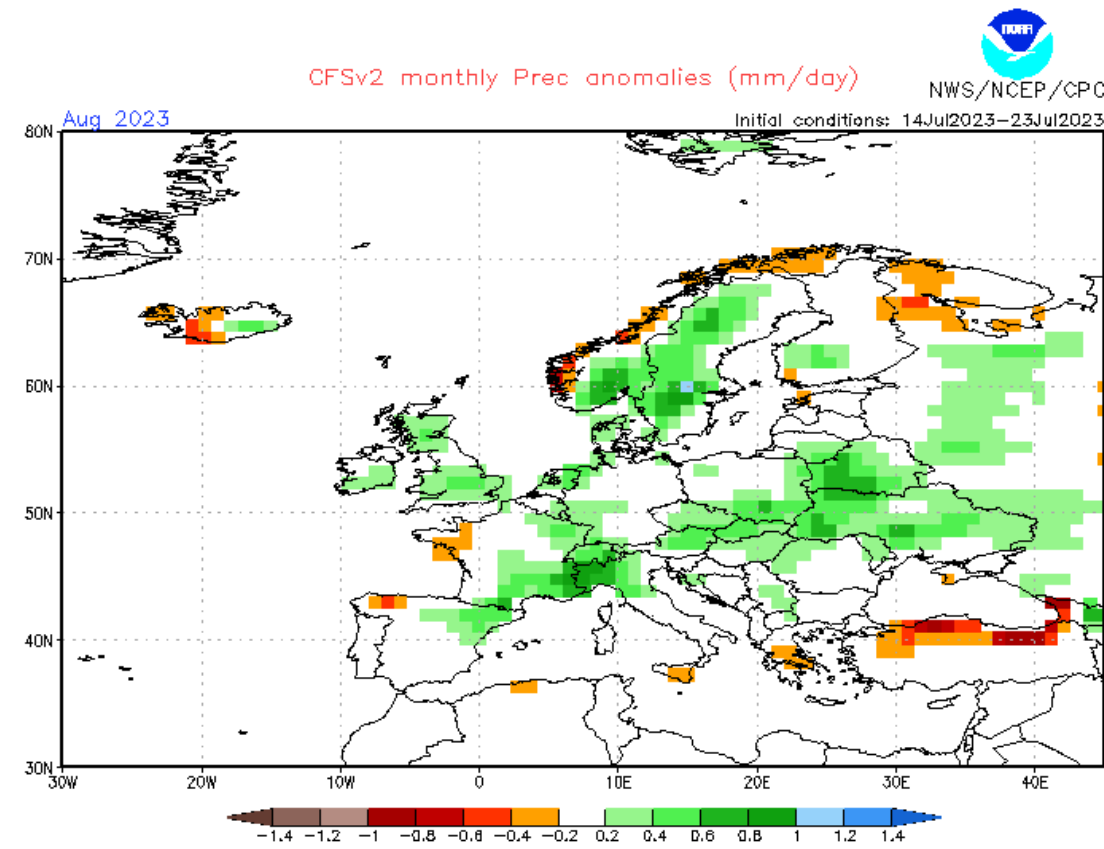 NOAA
CFSv2 monthly Prec anomalies (mm/day)
NWS/NCEP/CPC
Aug 2023
Initial conditions: 14Jul2023–23Jul2023
80N
70N
60N
50N
40N
30N
30W 20W 10W 0 10E 20E 30E 40E
−1.4 −1.2 −1 −0.8 −0.6 −0.4 −0.2 0.2 0.4 0.6 0.8 1 1.2 1.4